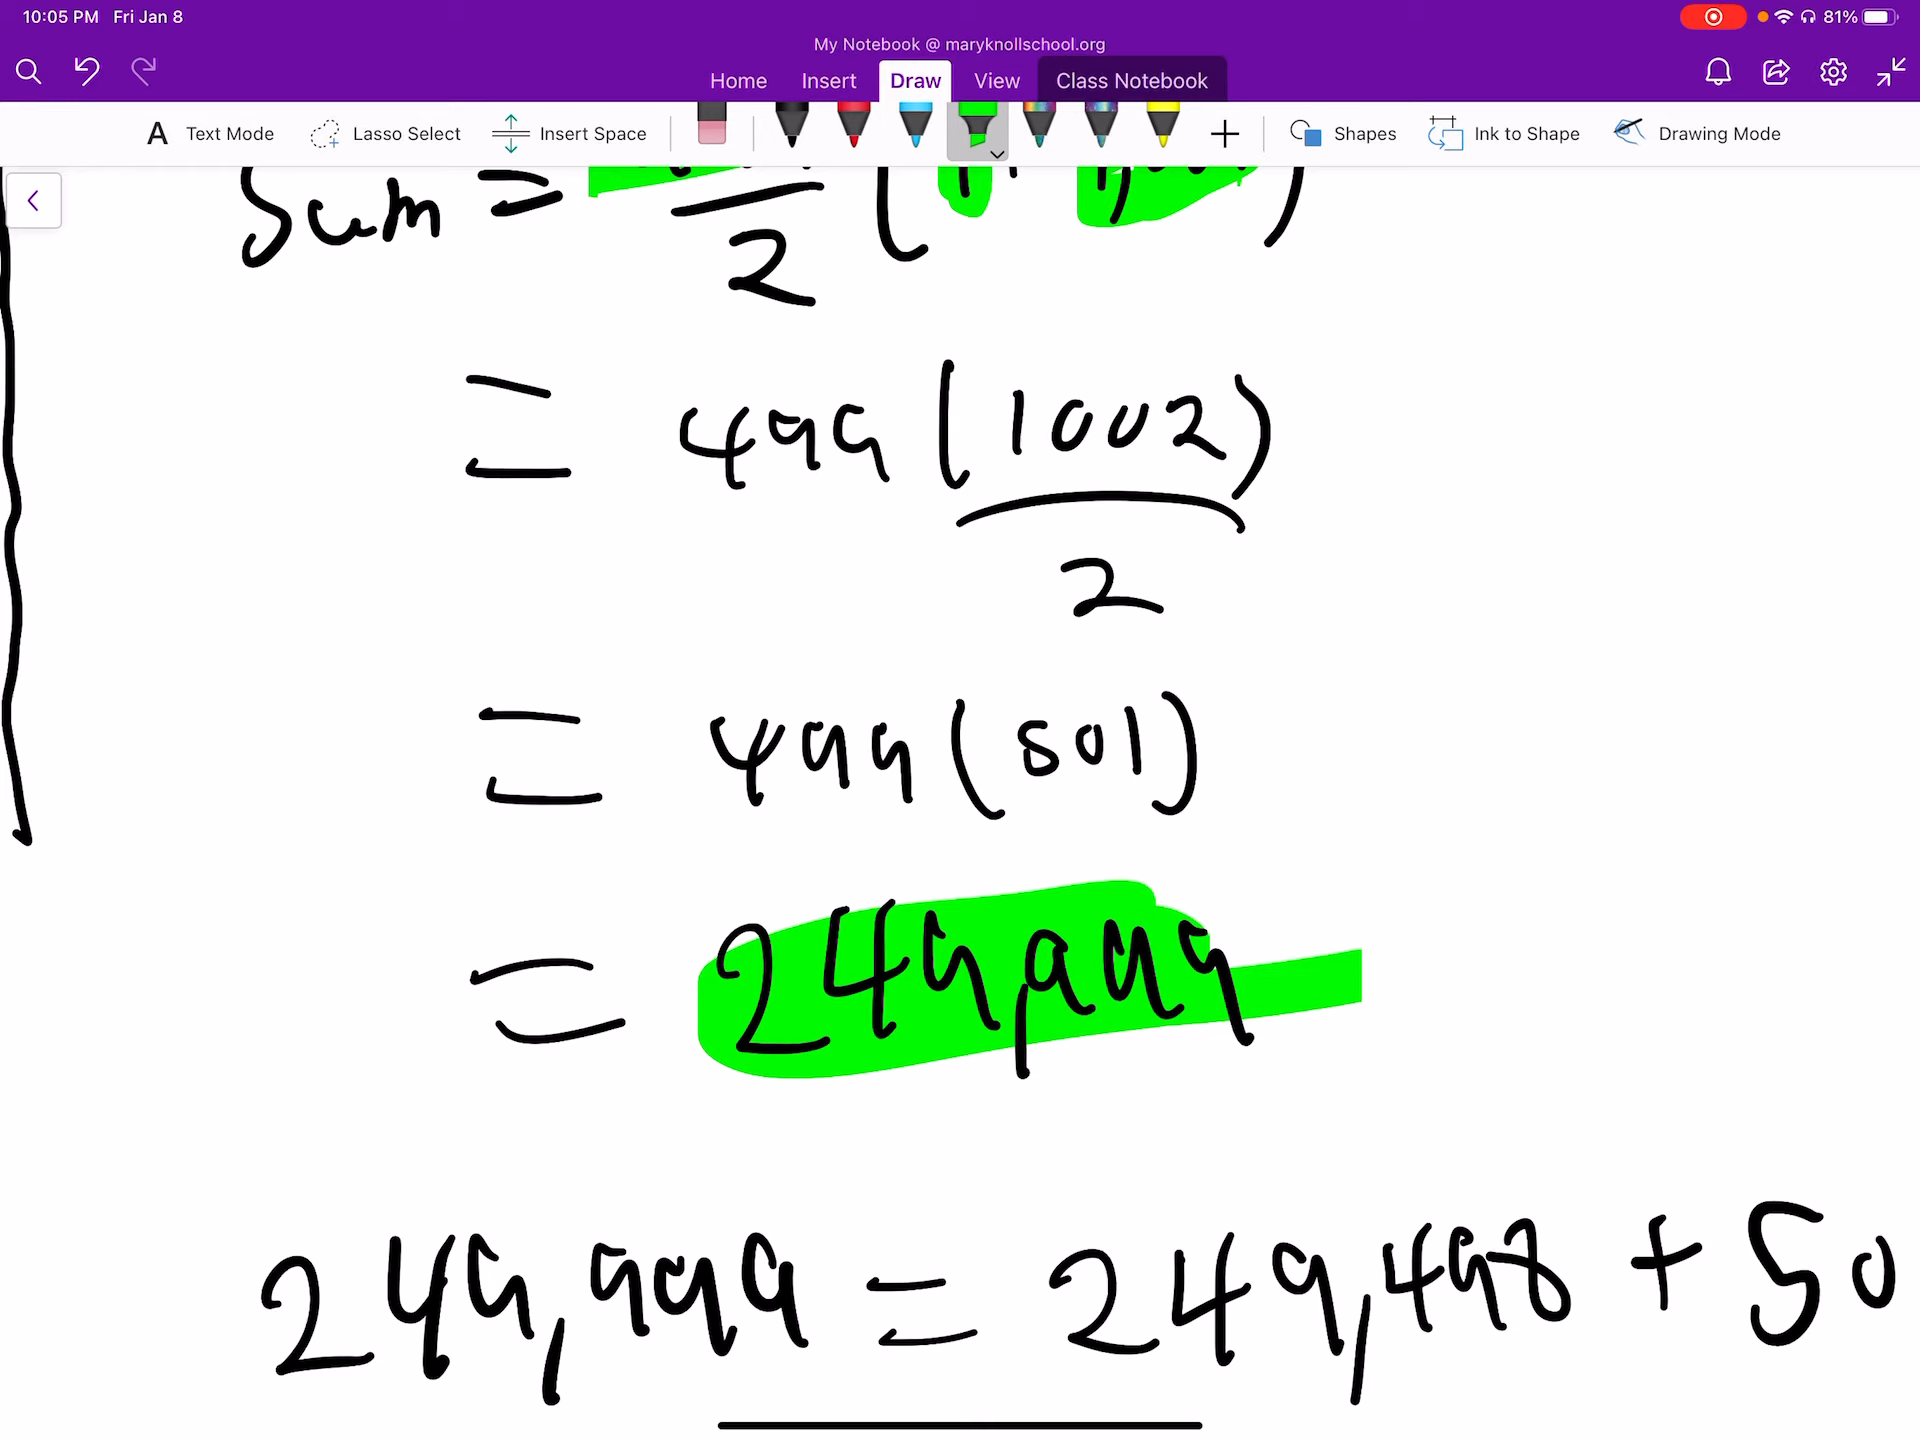 10:05 PM Fri Jan 8 81%
My Notebook @ maryknollschool.org
Home Insert Draw View Class Notebook
A Text Mode Lasso Select Insert Space Shapes Ink to Shape Drawing Mode
Sum = 2 ( )
= 499 (1002)
2
= 499 (501)
= 249,999
249,999 = 249,498 + 50